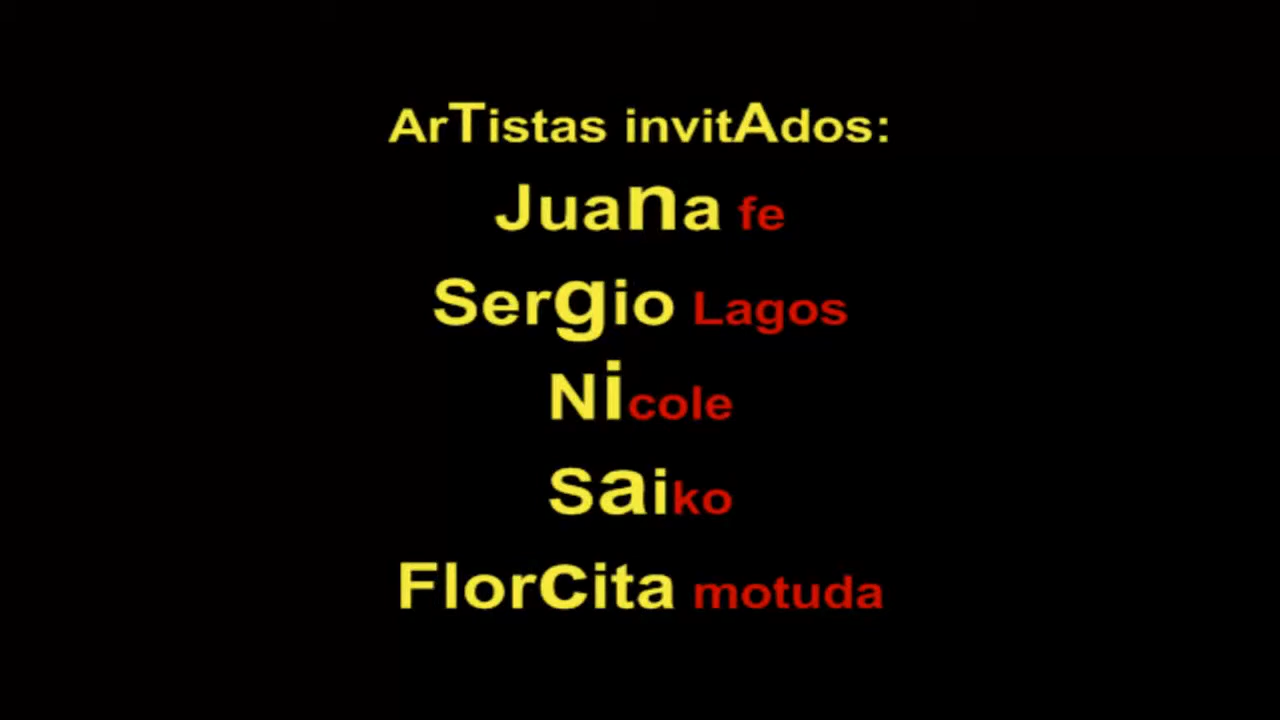 ArTistas invitAdos:
Juana fe
Sergio Lagos
Nicole
Saiko
Florcita motuda